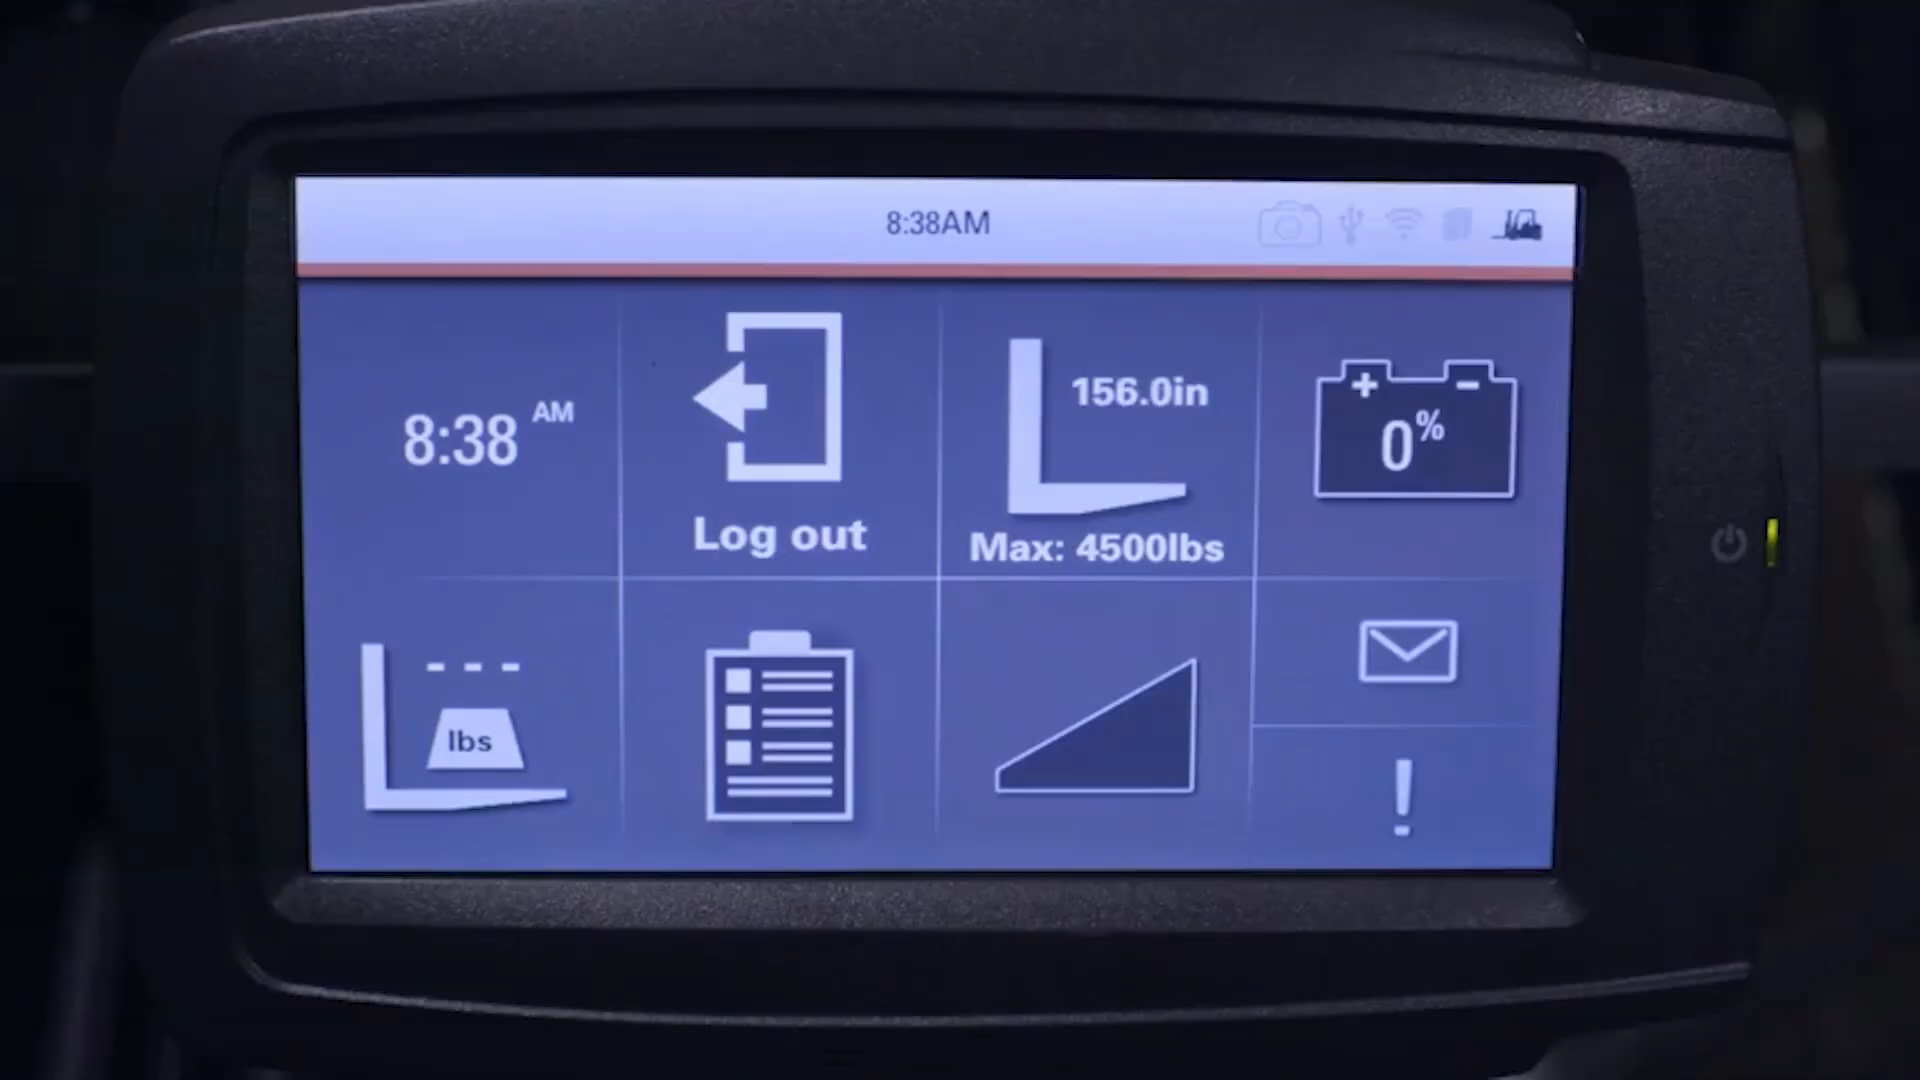 8:38AM
8:38 AM
Log out
156.0in
Max: 4500lbs
+ -
0%
- - -
lbs
!